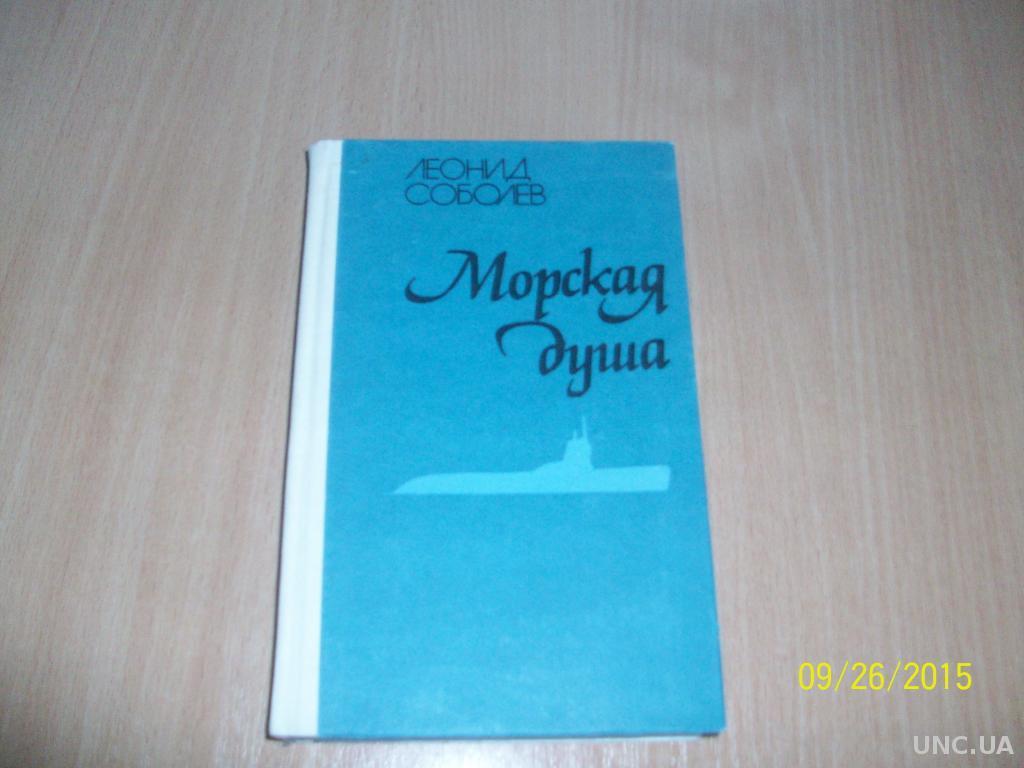 ЛЕОНИД
СОБОЛЕВ
Морская
душа
09/26/2015
UNC.UA